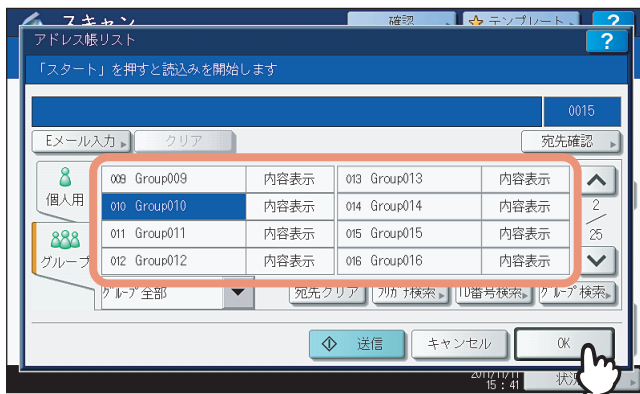 スキャン
確認
テンプレート
?
アドレス帳リスト
?
「スタート」を押すと読込みを開始します
0015
Eメール入力
クリア
宛先確認
個人用
グループ
009 Group009 内容表示 013 Group013 内容表示
010 Group010 内容表示 014 Group014 内容表示
011 Group011 内容表示 015 Group015 内容表示
012 Group012 内容表示 016 Group016 内容表示
2
25
グループ全部
宛先クリア
フリガナ検索
ID番号検索
グループ検索
送信
キャンセル
OK
2011/11/11
15:41